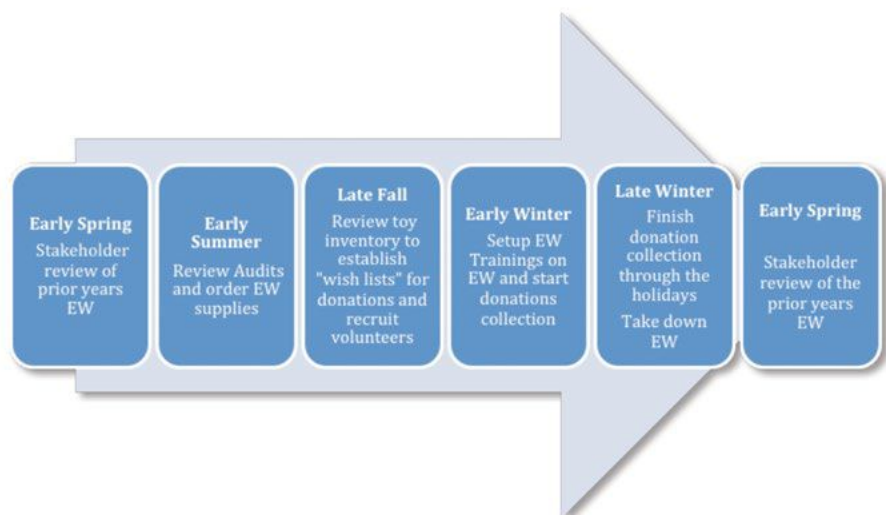 Early Spring
Stakeholder
review of
prior years
EW
Early
Summer
Review Audits
and order EW
supplies
Late Fall
Review toy
inventory to
establish
"wish lists" for
donations and
recruit
volunteers
Early Winter
Setup EW
Trainings on
EW and start
donations
collection
Late Winter
Finish
donation
collection
through the
holidays
Take down
EW
Early Spring
Stakeholder
review of the
prior years
EW